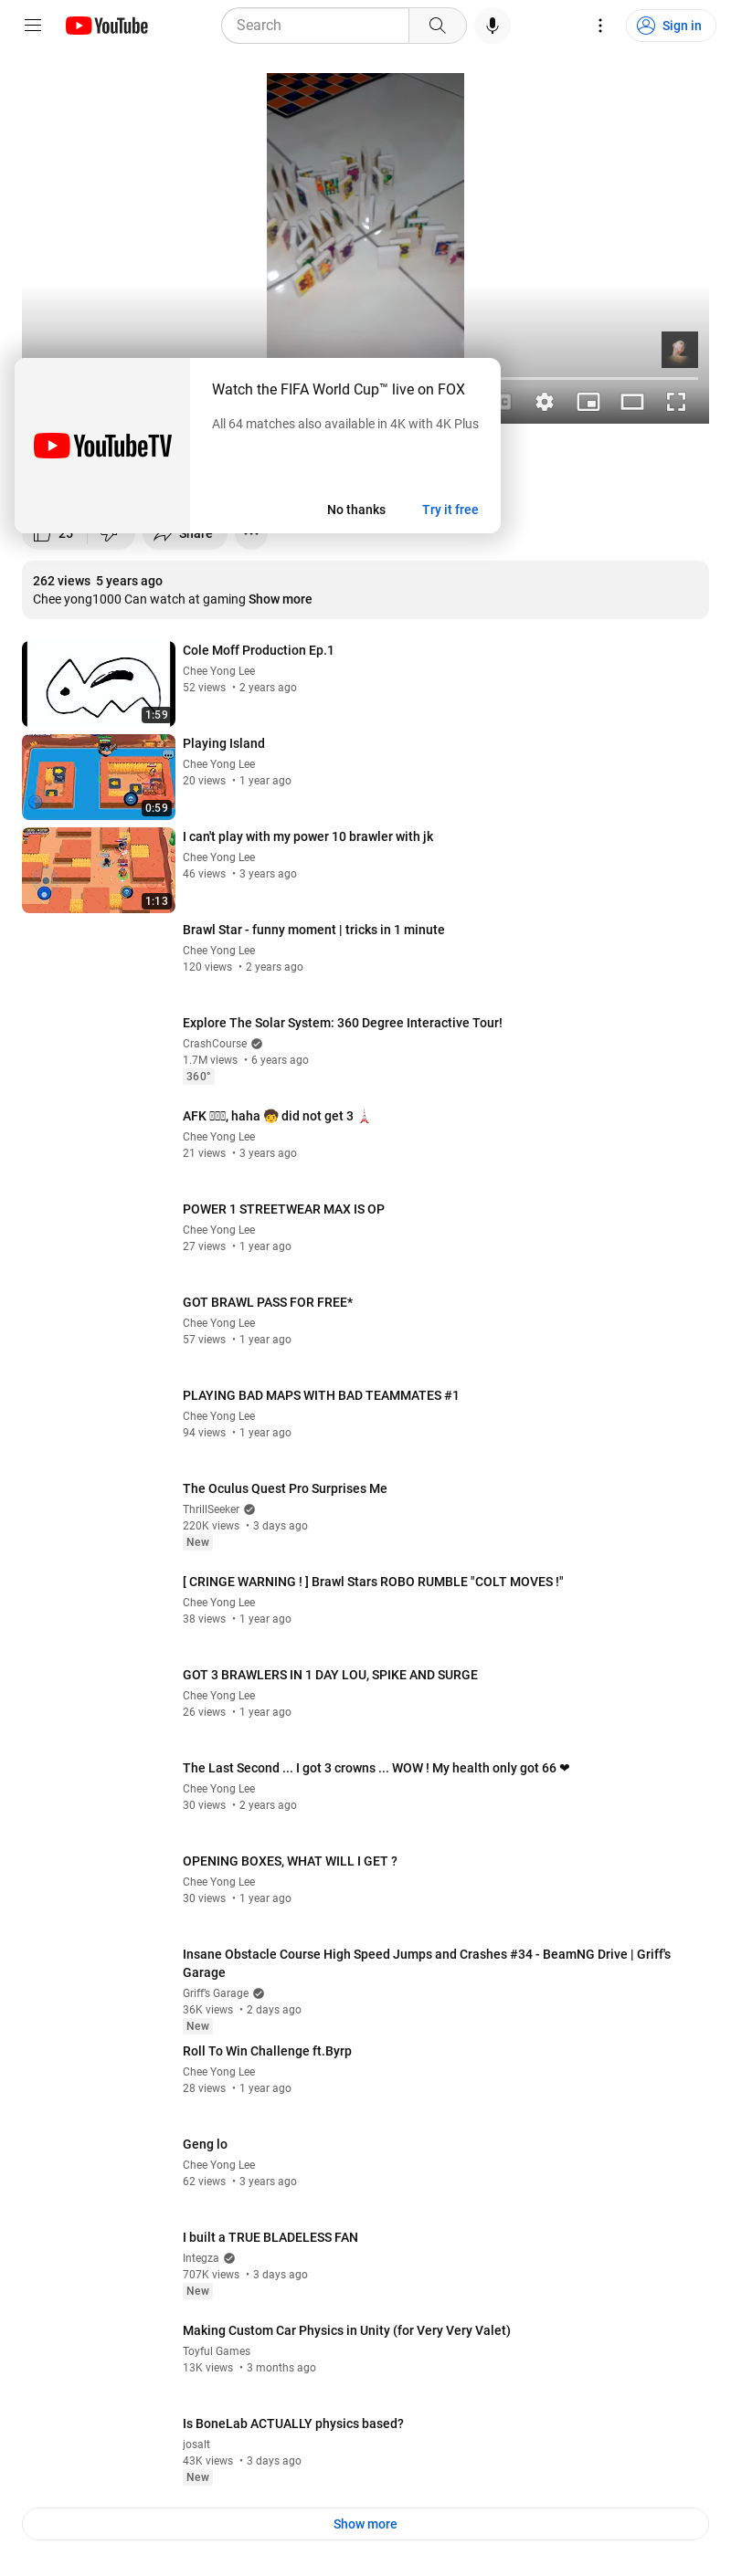 YouTube
Search
Sign in
Watch the FIFA World Cup™ live on FOX
All 64 matches also available in 4K with 4K Plus
YouTubeTV
No thanks
Try it free
25
Share
262 views 5 years ago
Chee yong1000 Can watch at gaming Show more
Cole Moff Production Ep.1
Chee Yong Lee
52 views • 2 years ago
1:59
Playing Island
Chee Yong Lee
20 views • 1 year ago
0:59
I can't play with my power 10 brawler with jk
Chee Yong Lee
46 views • 3 years ago
1:13
Brawl Star - funny moment | tricks in 1 minute
Chee Yong Lee
120 views • 2 years ago
Explore The Solar System: 360 Degree Interactive Tour!
CrashCourse
1.7M views • 6 years ago
360°
AFK , haha 🧒 did not get 3 🗼
Chee Yong Lee
21 views • 3 years ago
POWER 1 STREETWEAR MAX IS OP
Chee Yong Lee
27 views • 1 year ago
GOT BRAWL PASS FOR FREE*
Chee Yong Lee
57 views • 1 year ago
PLAYING BAD MAPS WITH BAD TEAMMATES #1
Chee Yong Lee
94 views • 1 year ago
The Oculus Quest Pro Surprises Me
ThrillSeeker
220K views • 3 days ago
New
[ CRINGE WARNING ! ] Brawl Stars ROBO RUMBLE "COLT MOVES !"
Chee Yong Lee
38 views • 1 year ago
GOT 3 BRAWLERS IN 1 DAY LOU, SPIKE AND SURGE
Chee Yong Lee
26 views • 1 year ago
The Last Second ... I got 3 crowns ... WOW ! My health only got 66 ❤
Chee Yong Lee
30 views • 2 years ago
OPENING BOXES, WHAT WILL I GET ?
Chee Yong Lee
30 views • 1 year ago
Insane Obstacle Course High Speed Jumps and Crashes #34 - BeamNG Drive | Griff's
Garage
Griff's Garage
36K views • 2 days ago
New
Roll To Win Challenge ft.Byrp
Chee Yong Lee
28 views • 1 year ago
Geng lo
Chee Yong Lee
62 views • 3 years ago
I built a TRUE BLADELESS FAN
Integza
707K views • 3 days ago
New
Making Custom Car Physics in Unity (for Very Very Valet)
Toyful Games
13K views • 3 months ago
Is BoneLab ACTUALLY physics based?
josalt
43K views • 3 days ago
New
Show more